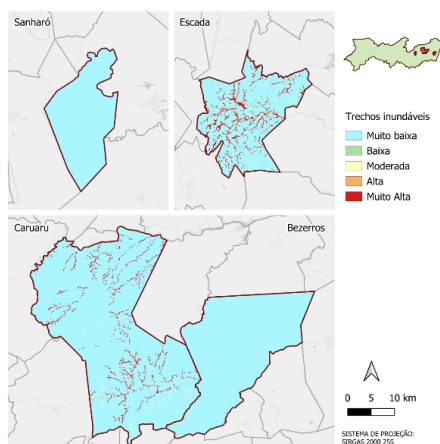 Sanharó
Escada
Trechos inundáveis
Muito baixa
Baixa
Moderada
Alta
Muito Alta
Caruaru
Bezerros
0 5 10 km
SISTEMA DE PROJEÇÃO:
SIRGAS 2000 25S